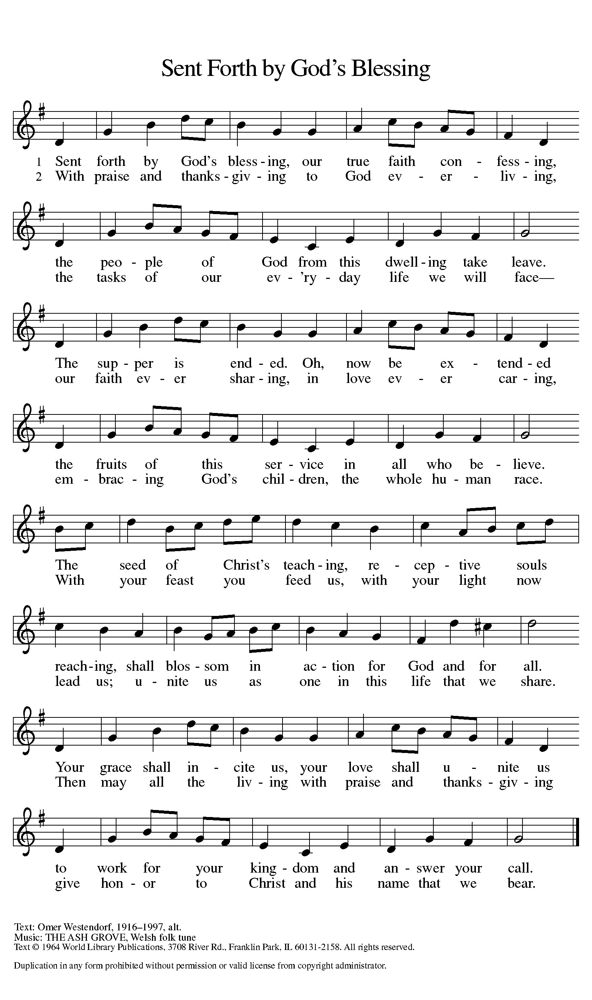 Sent Forth by God's Blessing
1 Sent forth by God's bless - ing, our true faith con - fess - ing,
2 With praise and thanks - giv - ing to God ev - er - liv - ing,
the peo - ple of God from this dwell - ing take leave.
the tasks of our ev - 'ry - day life we will face—
The sup - per is end - ed. Oh, now be ex - tend - ed
our faith ev - er shar - ing, in love ev - er car - ing,
the fruits of this ser - vice in all who be - lieve.
em - brac - ing God's chil - dren, the whole hu - man race.
The seed of Christ's teach - ing, re - cep - tive souls
With your feast you feed us, with your light now
reach - ing, shall blos - som in ac - tion for God and for all.
lead us; u - nite us as one in this life that we share.
Your grace shall in - cite us, your love shall u - nite us
Then may all the liv - ing with praise and thanks - giv - ing
to work for your king - dom and an - swer your call.
give hon - or to Christ and his name that we bear.
Text: Omer Westendorf, 1916–1997, alt.
Music: THE ASH GROVE, Welsh folk tune
Text © 1964 World Library Publications, 3708 River Rd., Franklin Park, IL 60131-2158. All rights reserved.
Duplication in any form prohibited without permission or valid license from copyright administrator.